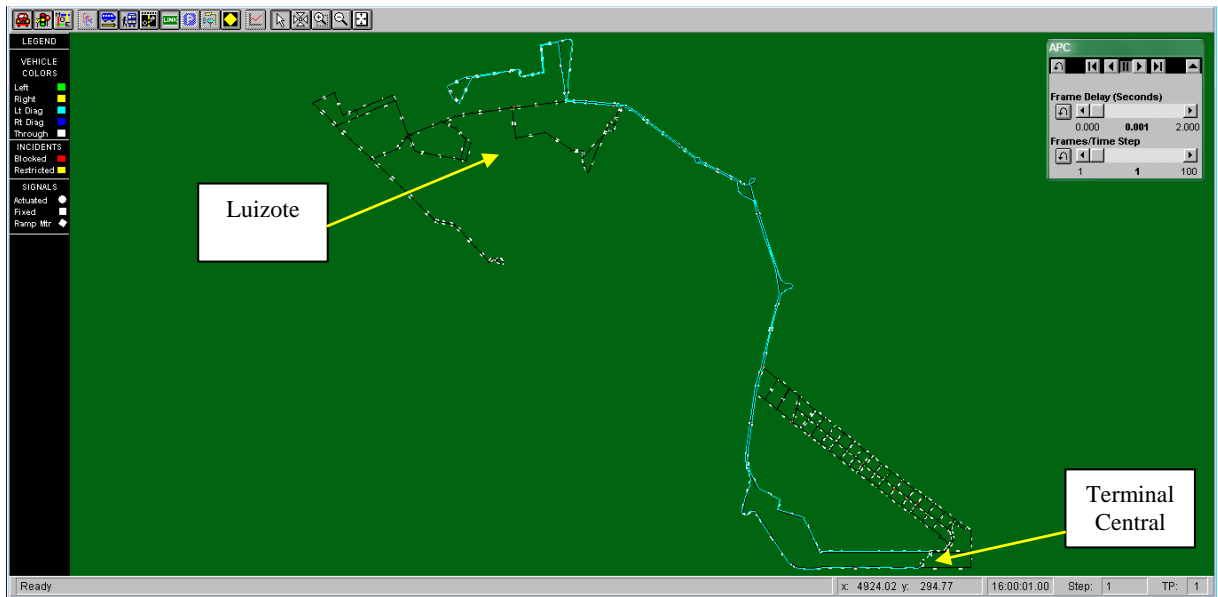 LINK
P
LEGEND
VEHICLE
COLORS
Left
Right
Lt Diag
Rt Diag
Through
INCIDENTS
Blocked
Restricted
SIGNALS
Actuated
Fixed
Ramp Mtr
APC
Frame Delay (Seconds)
0.000 0.001 2.000
Frames/Time Step
1 1 100
Luizote
Terminal
Central
Ready x: 4924.02 y: 294.77 16:00:01.00 Step: 1 TP: 1